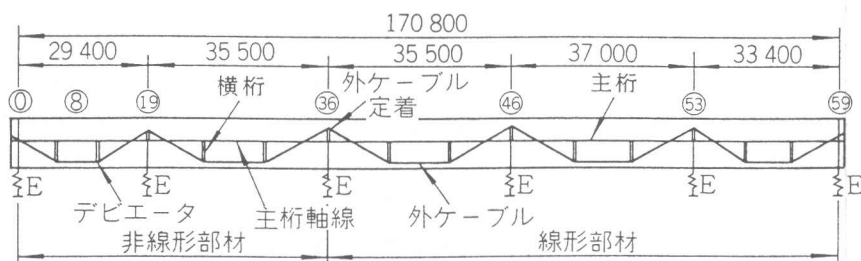 170 800
29 400 35 500 35 500 37 000 33 400
横桁 外ケーブル 主桁
定着
⓪ ⑧ ⑲ ㊱ ㊻ 53 59
E E E E E E
デビエータ 主桁軸線 外ケーブル
非線形部材 線形部材